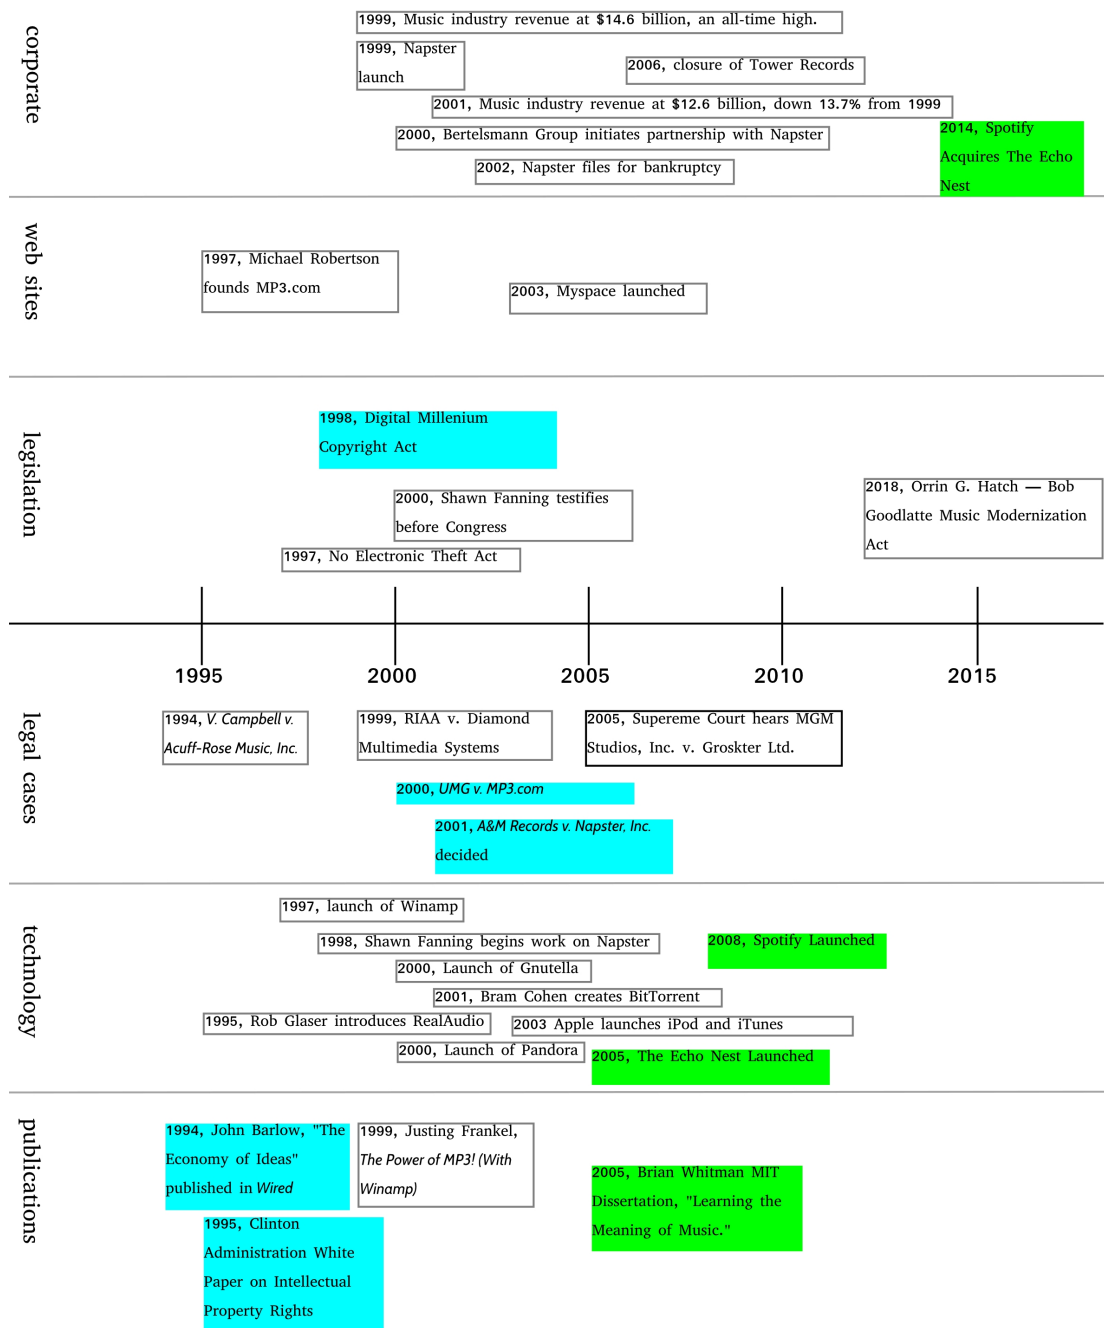 corporate
1999, Music industry revenue at $14.6 billion, an all-time high.
1999, Napster
launch
2006, closure of Tower Records
2001, Music industry revenue at $12.6 billion, down 13.7% from 1999
2000, Bertelsmann Group initiates partnership with Napster
2014, Spotify
Acquires The Echo
Nest
2002, Napster files for bankruptcy
web sites
1997, Michael Robertson
founds MP3.com
2003, Myspace launched
legislation
1998, Digital Millenium
Copyright Act
2000, Shawn Fanning testifies
before Congress
2018, Orrin G. Hatch — Bob
Goodlatte Music Modernization
Act
1997, No Electronic Theft Act
1995
2000
2005
2010
2015
legal cases
1994, V. Campbell v.
Acuff-Rose Music, Inc.
1999, RIAA v. Diamond
Multimedia Systems
2005, Supreme Court hears MGM
Studios, Inc. v. Groskter Ltd.
2000, UMG v. MP3.com
2001, A&M Records v. Napster, Inc.
decided
technology
1997, launch of Winamp
1998, Shawn Fanning begins work on Napster
2008, Spotify Launched
2000, Launch of Gnutella
2001, Bram Cohen creates BitTorrent
1995, Rob Glaser introduces RealAudio
2003 Apple launches iPod and iTunes
2000, Launch of Pandora
2005, The Echo Nest Launched
publications
1994, John Barlow, "The
Economy of Ideas"
published in Wired
1999, Justing Frankel,
The Power of MP3! (With
Winamp)
2005, Brian Whitman MIT
Dissertation, "Learning the
Meaning of Music."
1995, Clinton
Administration White
Paper on Intellectual
Property Rights